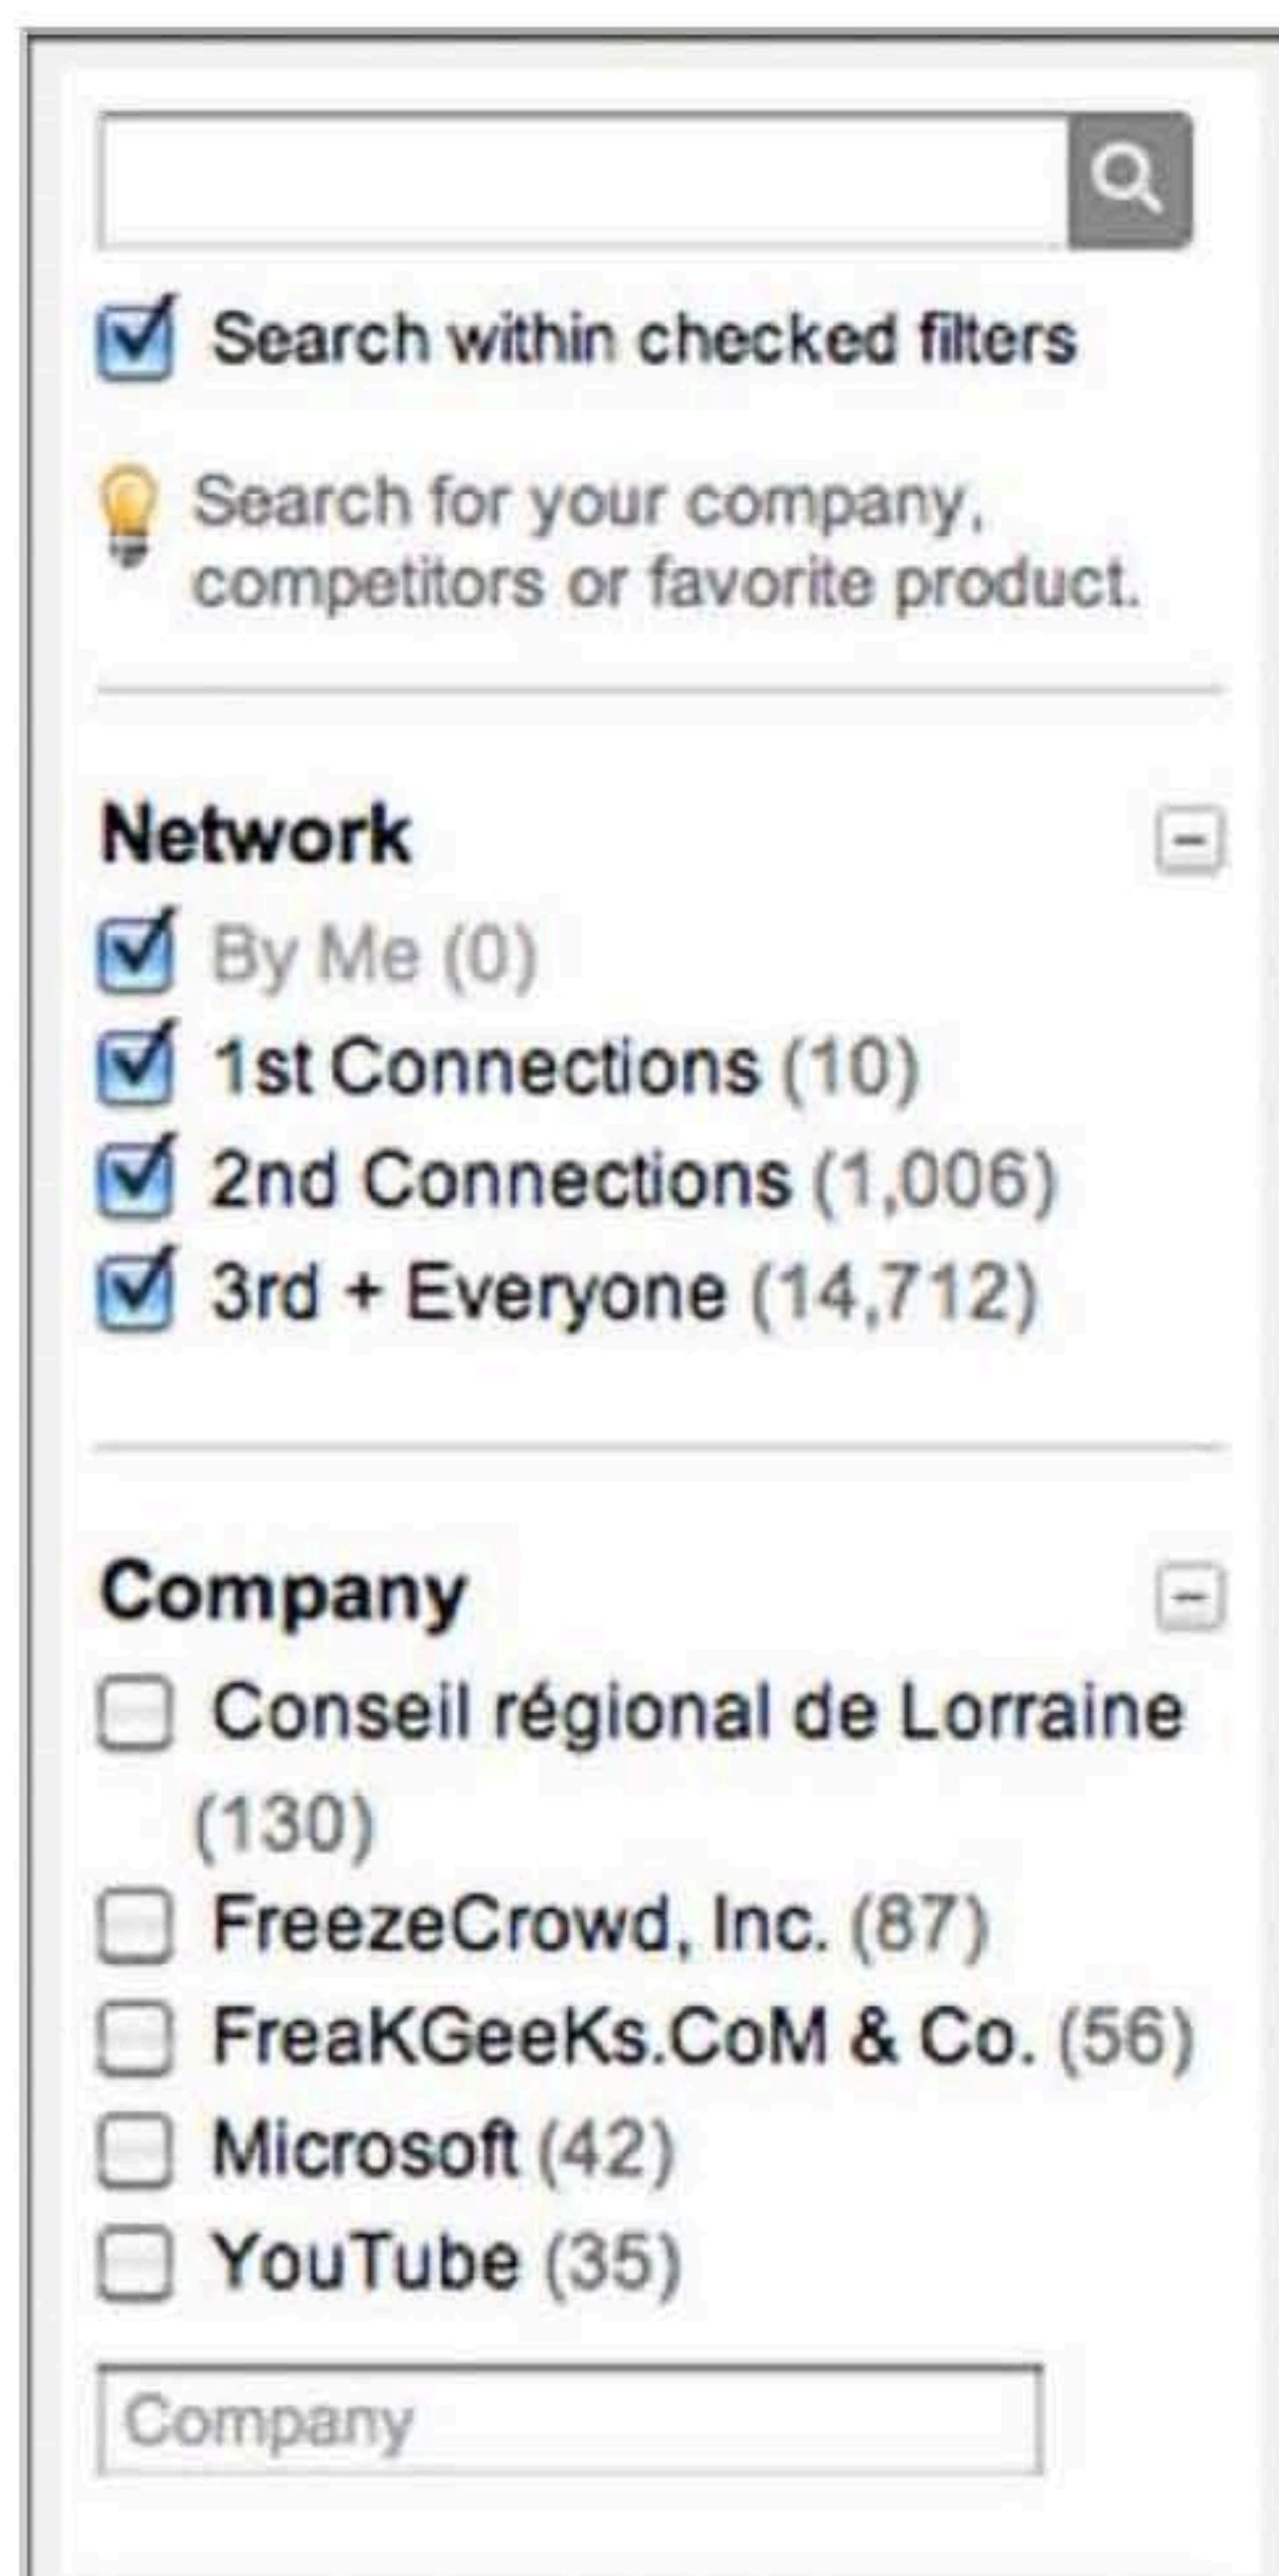 Search within checked filters
Search for your company,
competitors or favorite product.
Network
By Me (0)
1st Connections (10)
2nd Connections (1,006)
3rd + Everyone (14,712)
Company
Conseil régional de Lorraine
(130)
FreezeCrowd, Inc. (87)
FreaKGeeKs.CoM & Co. (56)
Microsoft (42)
YouTube (35)
Company